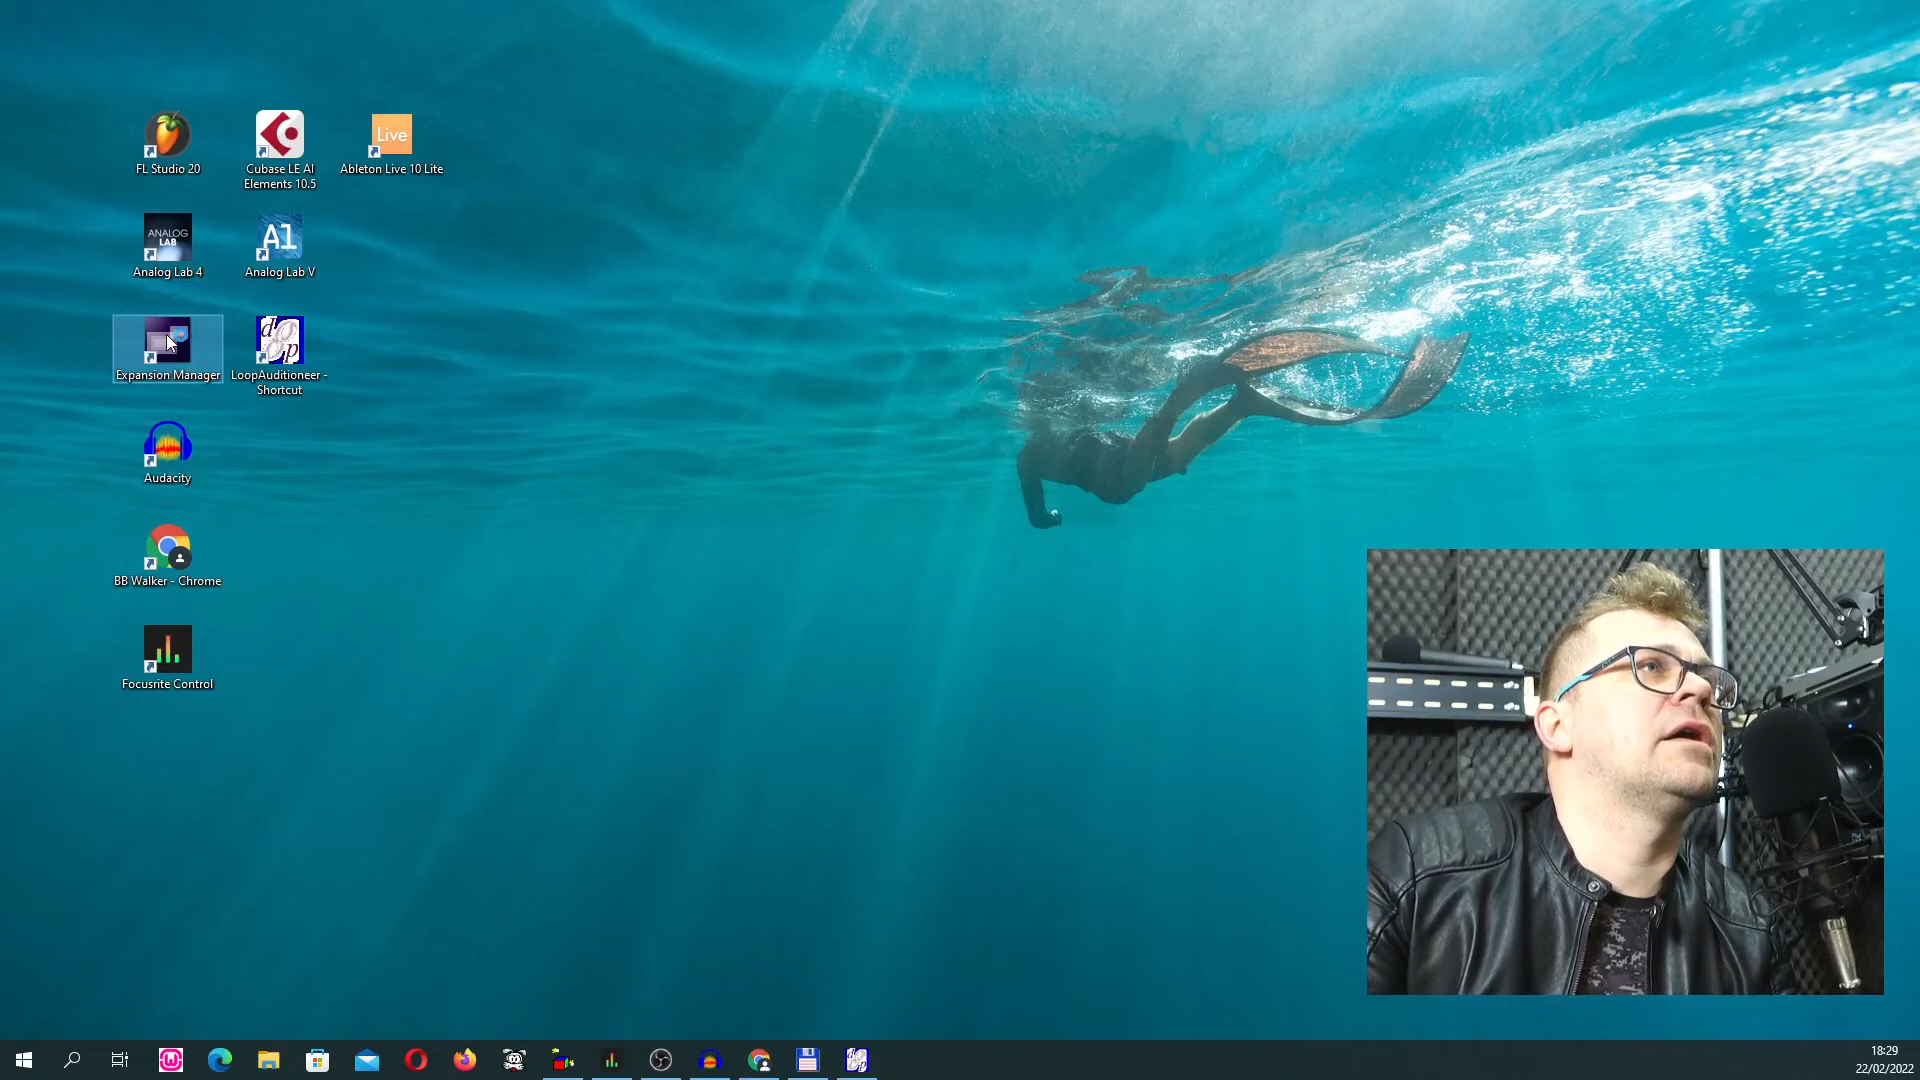 FL Studio 20
Cubase LE AI
Elements 10.5
Live
Ableton Live 10 Lite
ANALOG
LAB
Analog Lab 4
A1
Analog Lab V
Expansion Manager
LoopAuditioneer -
Shortcut
Audacity
BB Walker - Chrome
Focusrite Control
18:29
22/02/2022